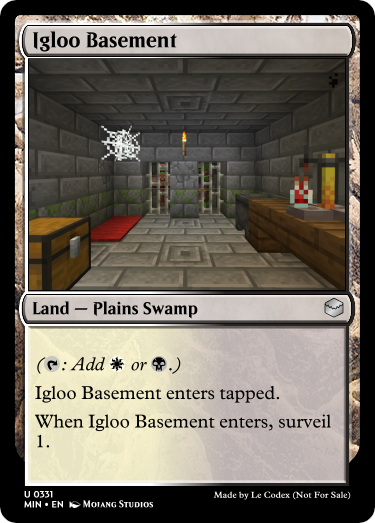 Igloo Basement
Land — Plains Swamp
(: Add or .)
Igloo Basement enters tapped.
When Igloo Basement enters, surveil
1.
U 0331
MIN • EN Mojang Studios
Made by Le Codex (Not For Sale)